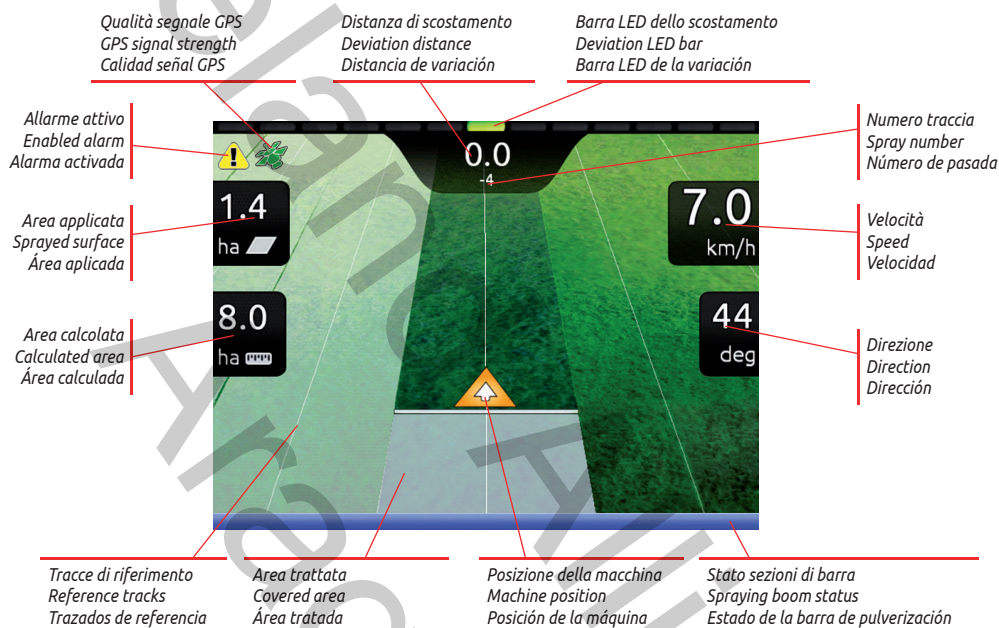 Qualità segnale GPS
GPS signal strength
Calidad señal GPS
Distanza di scostamento
Deviation distance
Distancia de variación
Barra LED dello scostamento
Deviation LED bar
Barra LED de la variación
Allarme attivo
Enabled alarm
Alarma activada
Numero traccia
Spray number
Número de pasada
0.0
-4
Area applicata
Sprayed surface
Área aplicada
1.4
ha
7.0
km/h
Velocità
Speed
Velocidad
Area calcolata
Calculated area
Área calculada
8.0
ha
44
deg
Direzione
Direction
Dirección
Tracce di riferimento
Reference tracks
Trazados de referencia
Area trattata
Covered area
Área tratada
Posizione della macchina
Machine position
Posición de la máquina
Stato sezioni di barra
Spraying boom status
Estado de la barra de pulverización